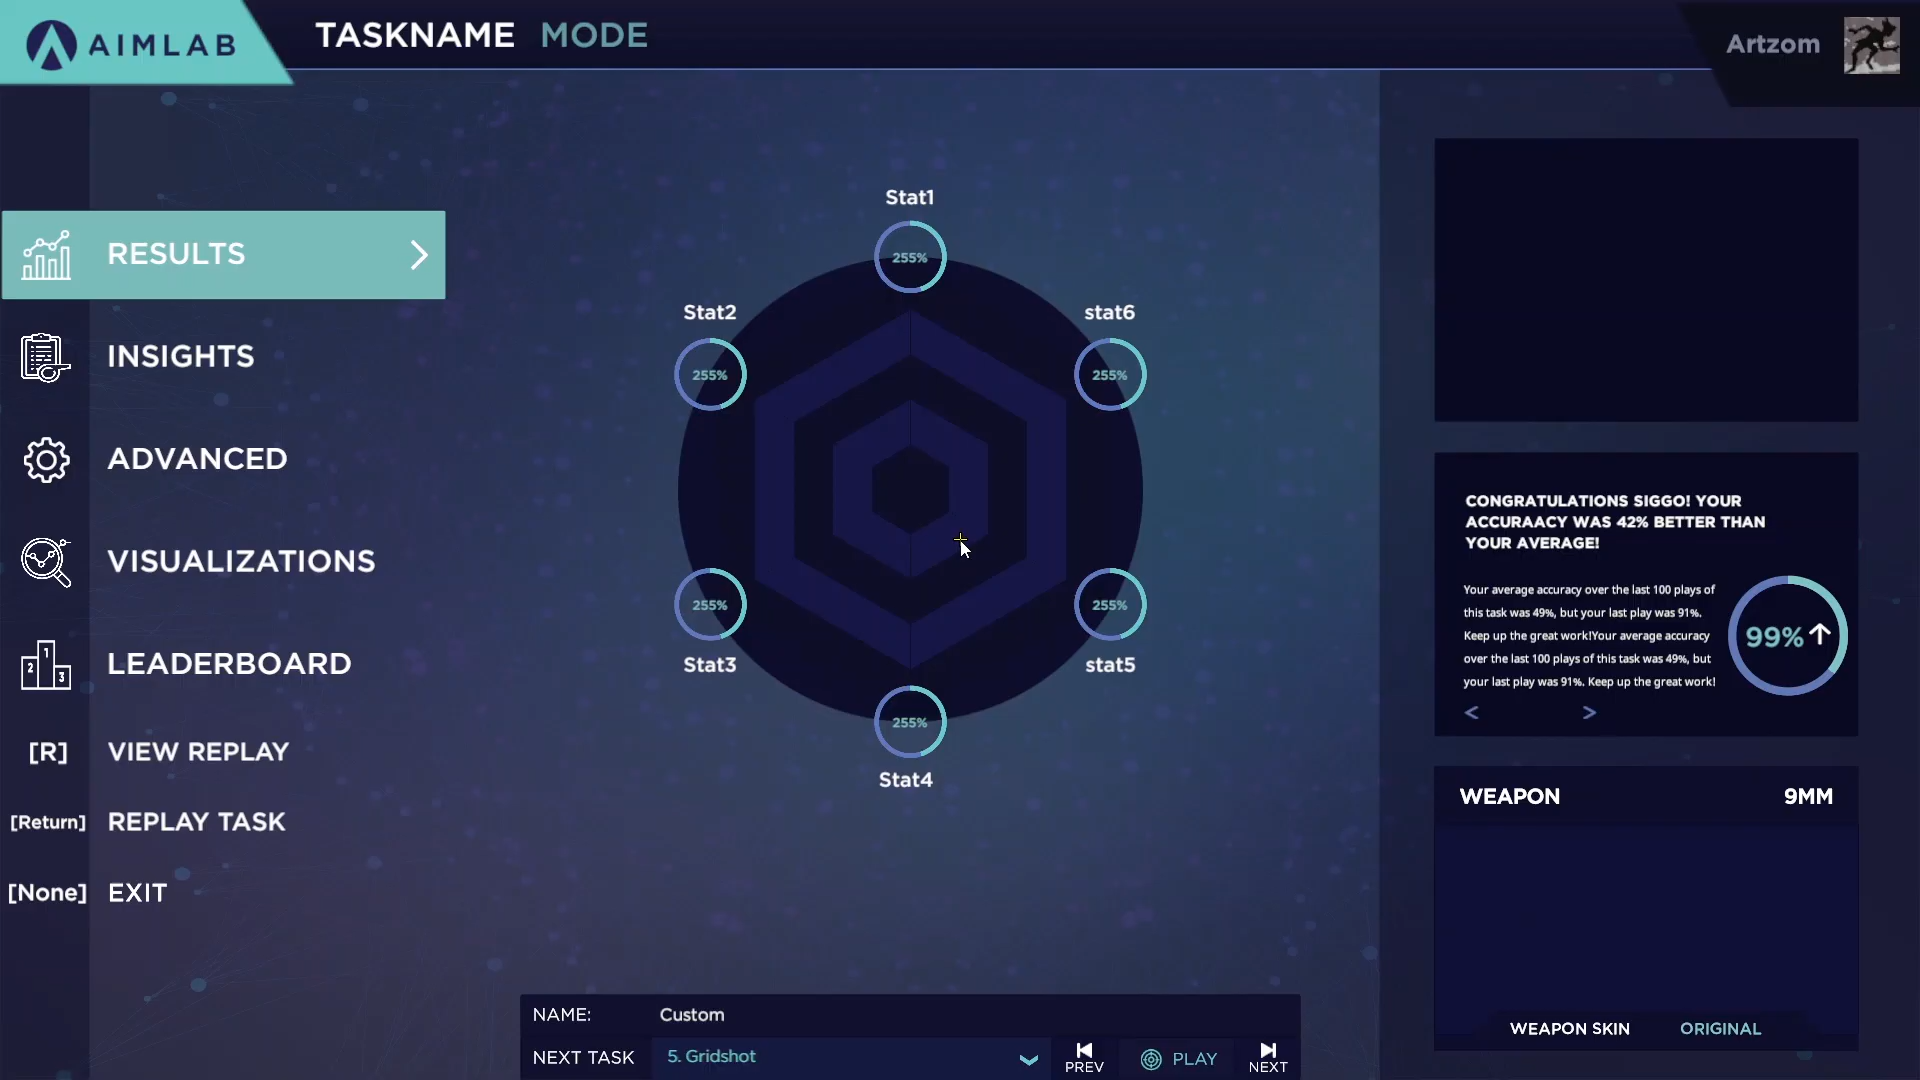 AIMLAB
TASKNAME MODE
Artzom
RESULTS
INSIGHTS
ADVANCED
VISUALIZATIONS
1
2
3
LEADERBOARD
[R] VIEW REPLAY
[Return] REPLAY TASK
[None] EXIT
Stat1
255%
Stat2
255%
stat6
255%
255%
Stat3
255%
stat5
255%
Stat4
CONGRATULATIONS SIGGO! YOUR
ACCURAACY WAS 42% BETTER THAN
YOUR AVERAGE!
Your average accuracy over the last 100 plays of
this task was 49%, but your last play was 91%.
Keep up the great work!Your average accuracy
over the last 100 plays of this task was 49%, but
your last play was 91%. Keep up the great work!
< >
99%
WEAPON 9MM
WEAPON SKIN ORIGINAL
NAME: Custom
NEXT TASK 5. Gridshot
PREV
PLAY
NEXT